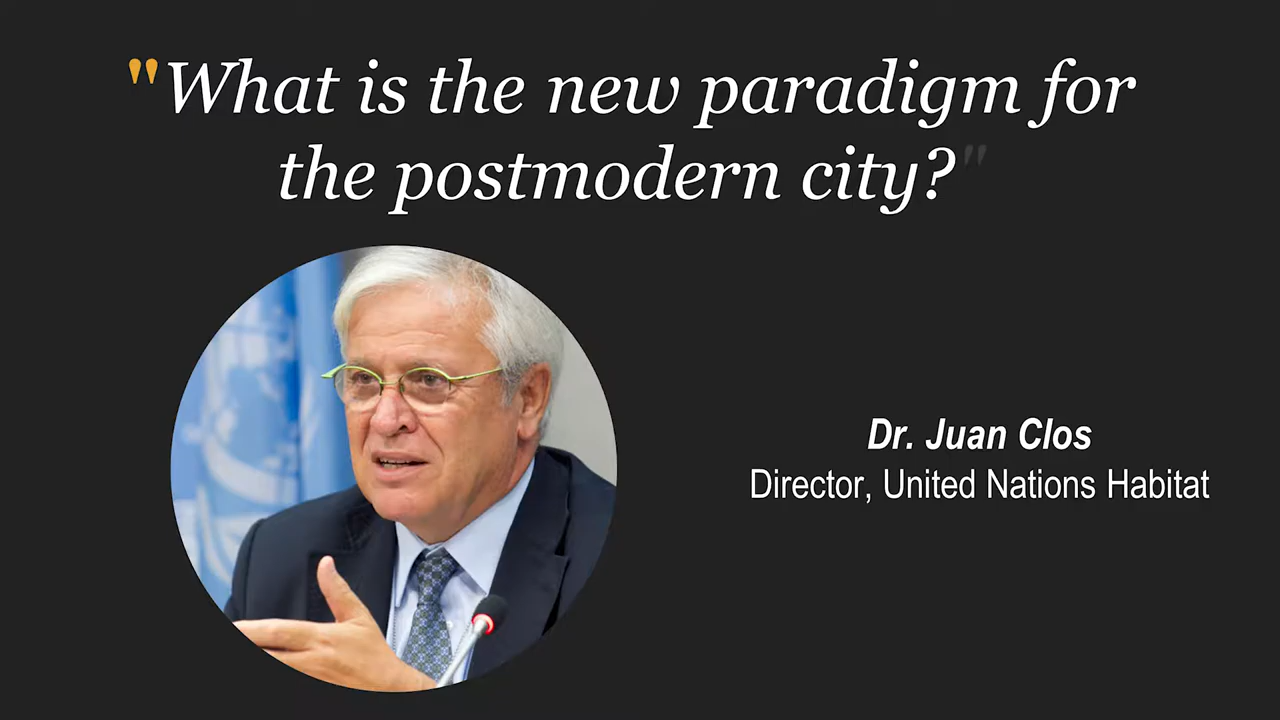 "What is the new paradigm for
the postmodern city?"
Dr. Juan Clos
Director, United Nations Habitat